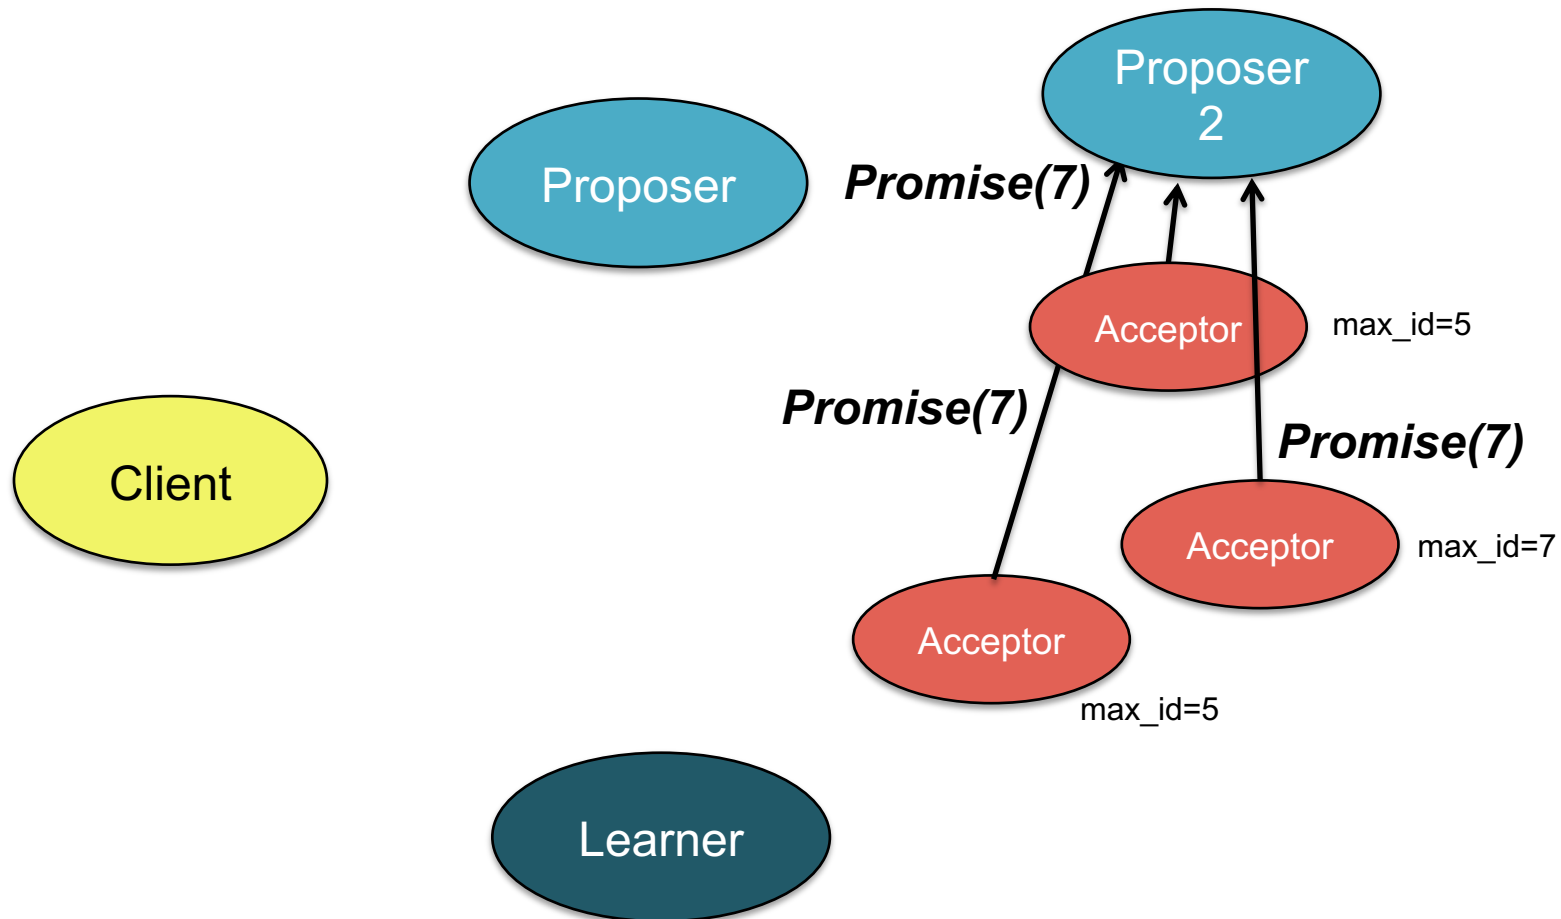 Proposer
2
Proposer
Promise(7)
Acceptor
max_id=5
Promise(7)
Promise(7)
Client
Acceptor
max_id=7
Acceptor
max_id=5
Learner